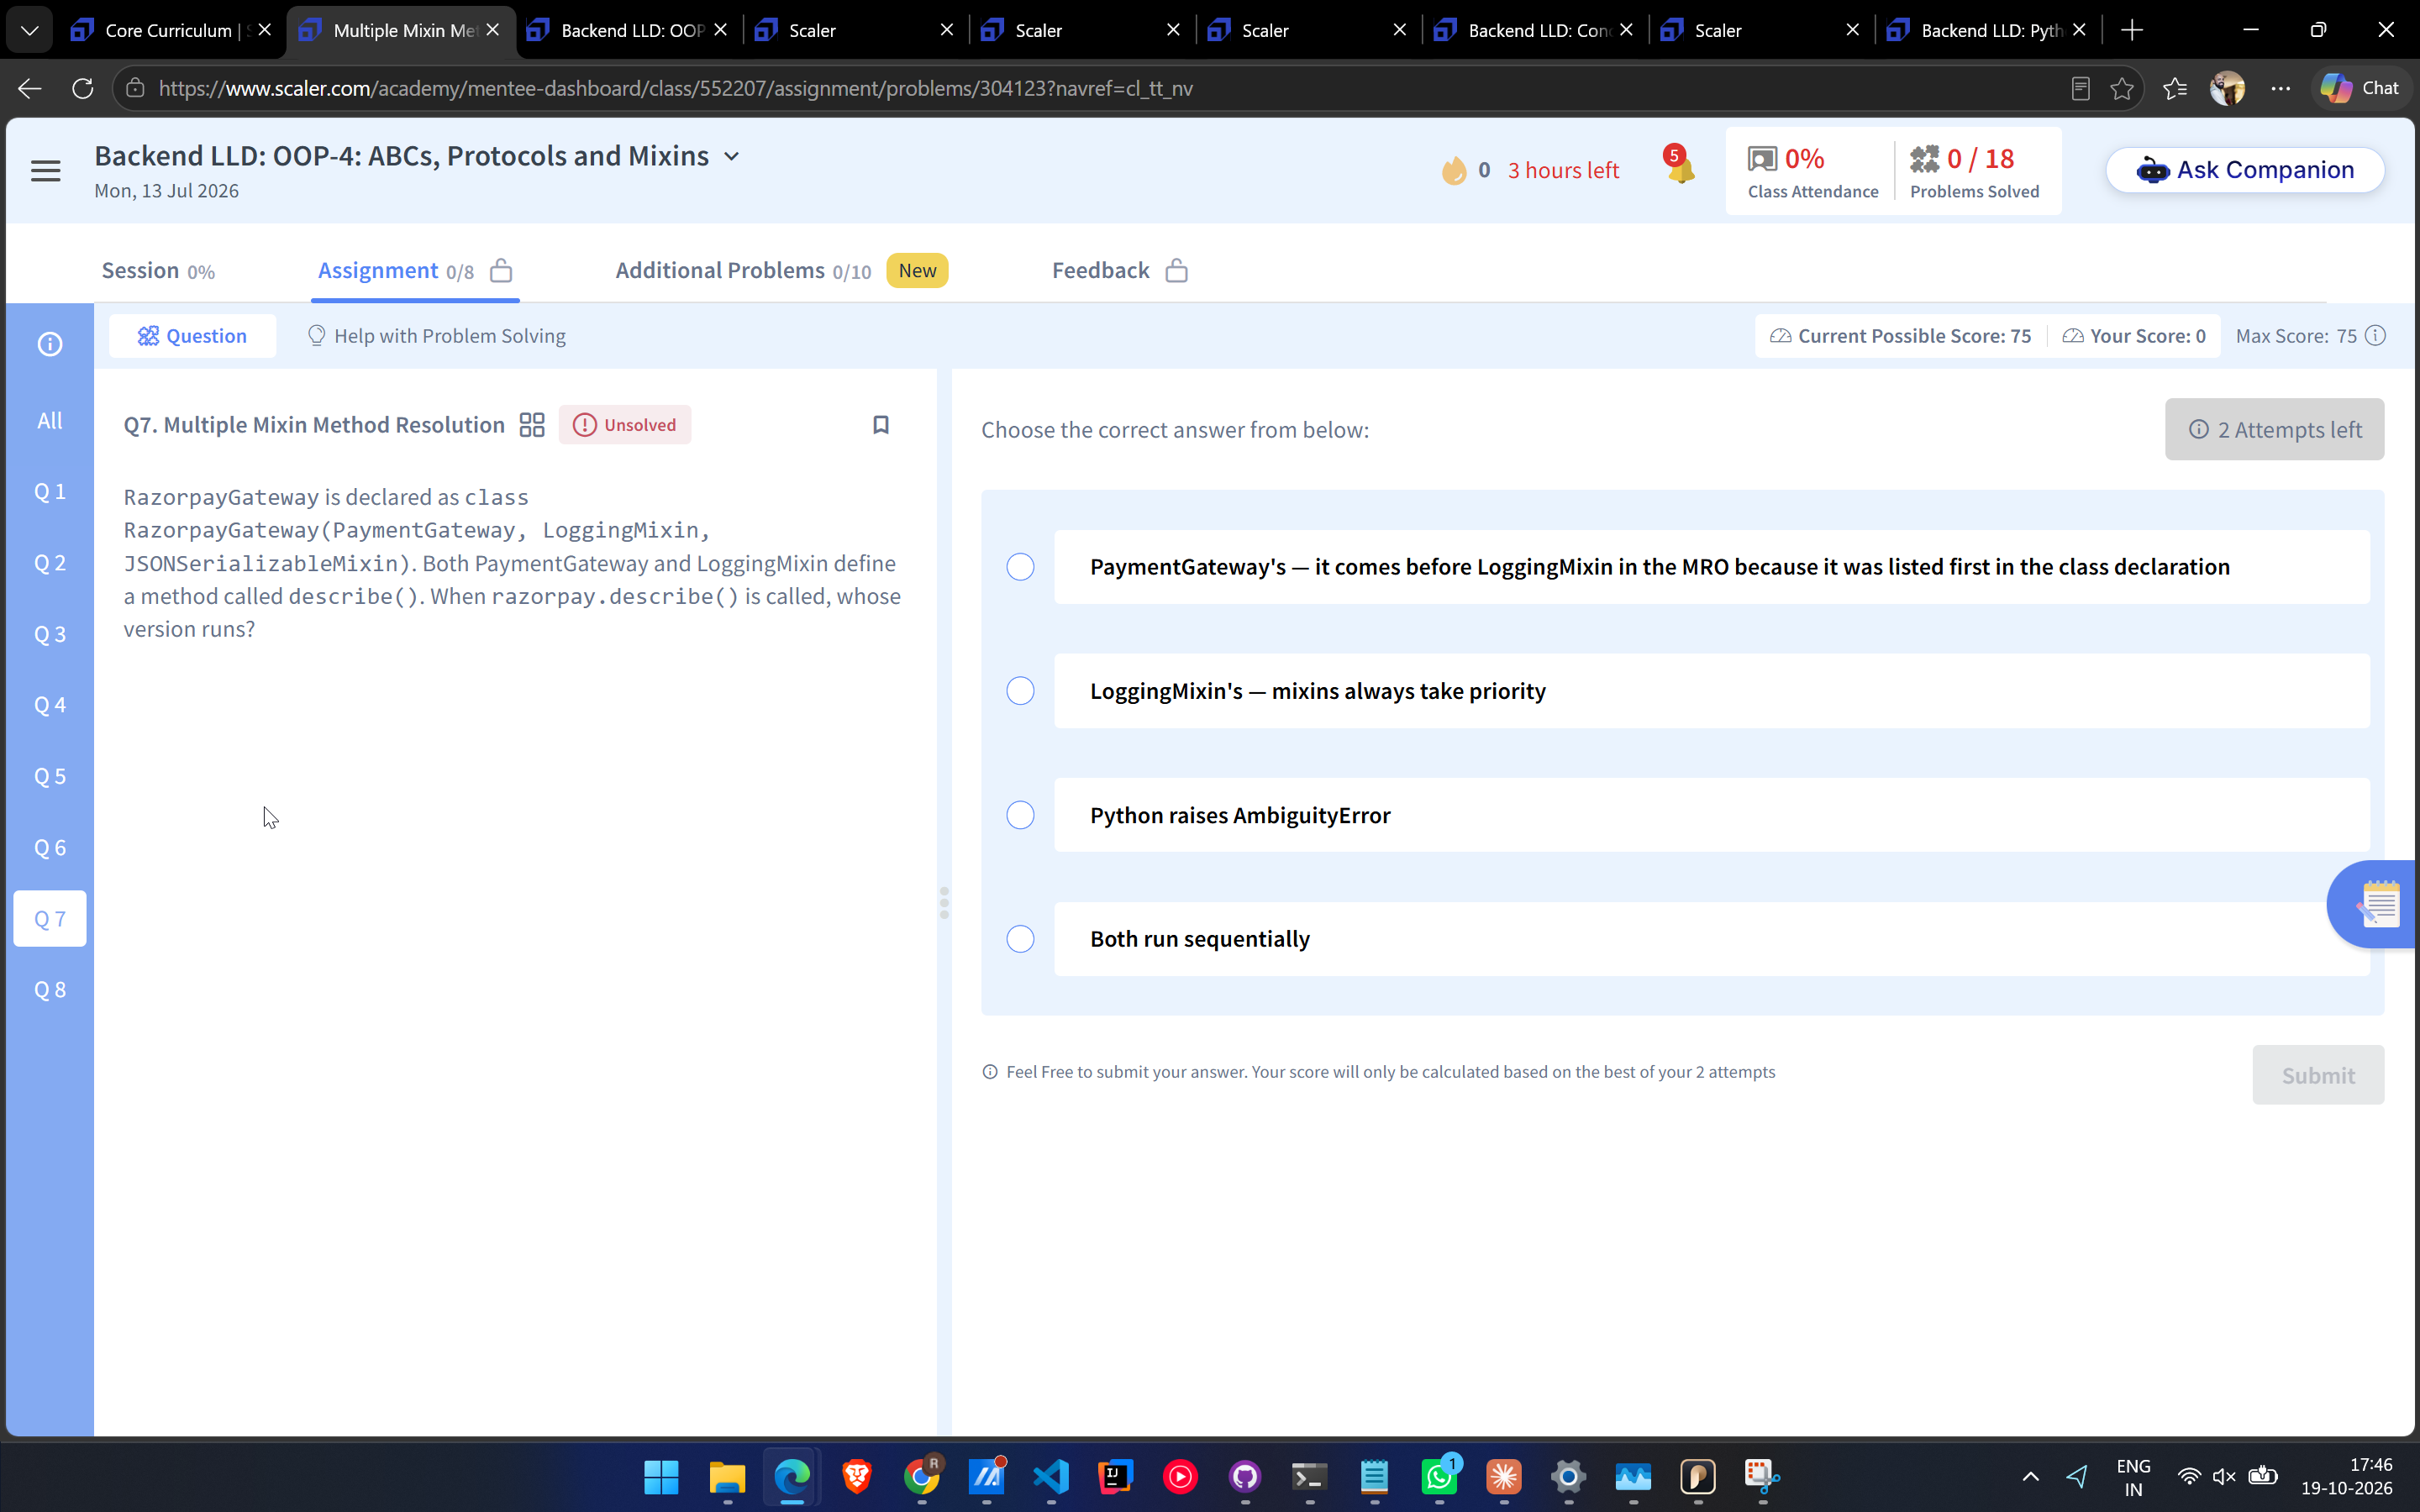 Core Curriculum | S
Multiple Mixin Met
Backend LLD: OOP
Scaler
Scaler
Scaler
Backend LLD: Conc
Scaler
Backend LLD: Pyth
https://www.scaler.com/academy/mentee-dashboard/class/552207/assignment/problems/304123?navref=cl_tt_nv
Chat
Backend LLD: OOP-4: ABCs, Protocols and Mixins
Mon, 13 Jul 2026
0
3 hours left
5
0%
Class Attendance
0 / 18
Problems Solved
Ask Companion
Session 0%
Assignment 0/8
Additional Problems 0/10
New
Feedback
Question
Help with Problem Solving
Current Possible Score: 75
Your Score: 0
Max Score: 75
All
Q 1
Q 2
Q 3
Q 4
Q 5
Q 6
Q 7
Q 8
Q7. Multiple Mixin Method Resolution
Unsolved
RazorpayGateway is declared as class
RazorpayGateway(PaymentGateway, LoggingMixin,
JSONSerializableMixin). Both PaymentGateway and LoggingMixin define
a method called describe(). When razorpay.describe() is called, whose
version runs?
Choose the correct answer from below:
2 Attempts left
PaymentGateway's — it comes before LoggingMixin in the MRO because it was listed first in the class declaration
LoggingMixin's — mixins always take priority
Python raises AmbiguityError
Both run sequentially
Feel Free to submit your answer. Your score will only be calculated based on the best of your 2 attempts
Submit
R
IJ
1
ENG
IN
17:46
19-10-2026